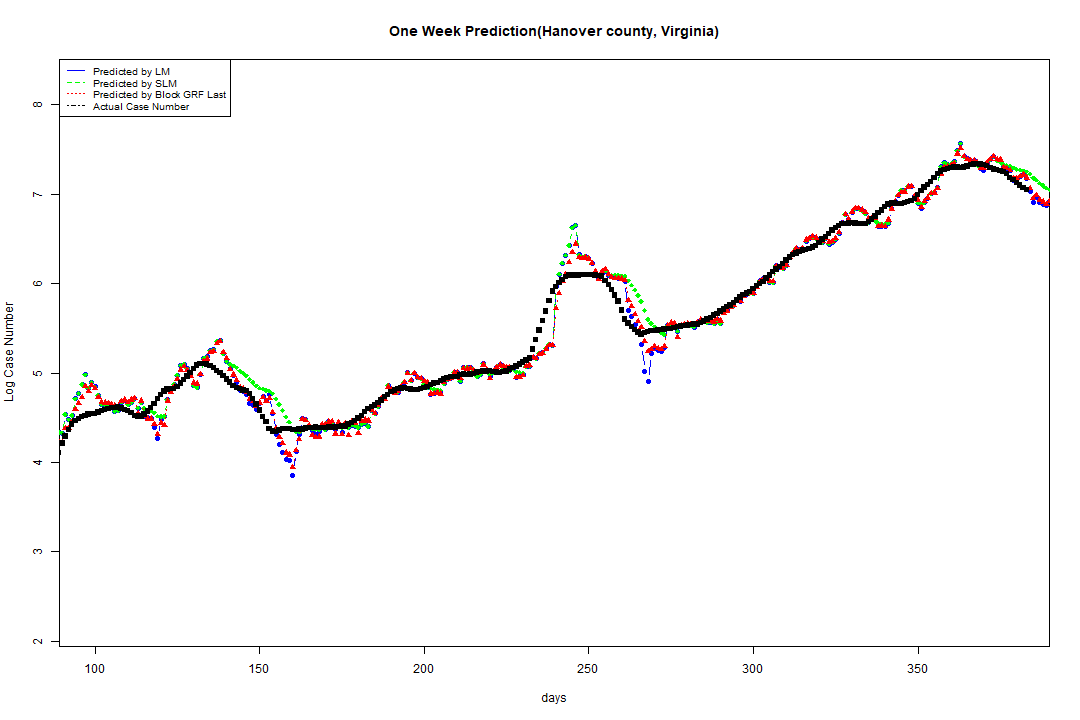 One Week Prediction(Hanover county, Virginia)
Predicted by LM
Predicted by SLM
Predicted by Block GRF Last
Actual Case Number
8
7
6
5
4
3
2
Log Case Number
100 150 200 250 300 350
days